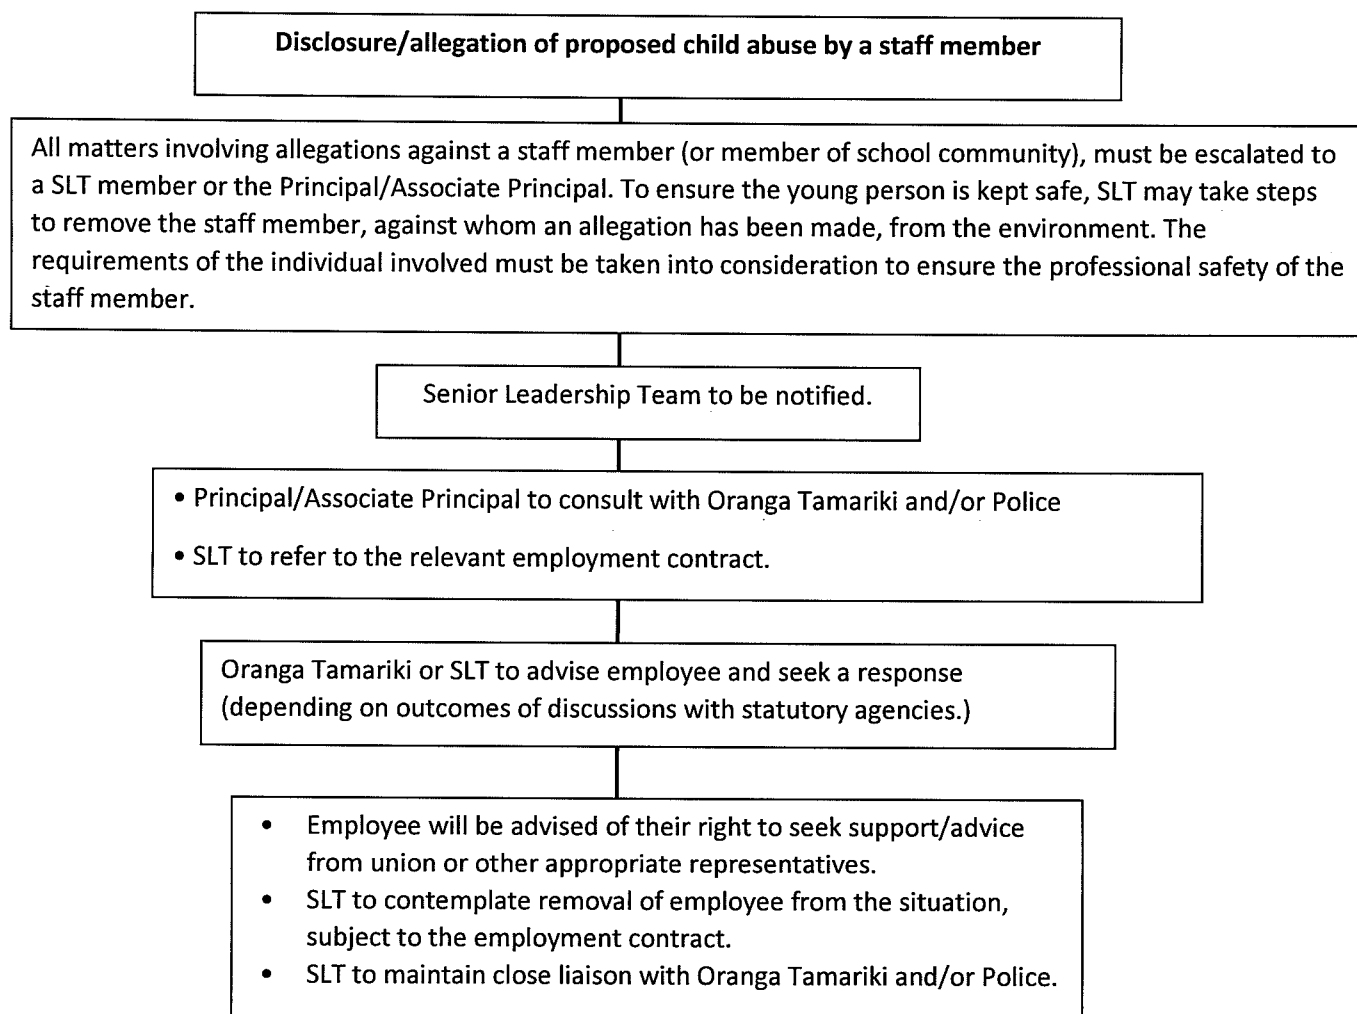 Disclosure/allegation of proposed child abuse by a staff member
All matters involving allegations against a staff member (or member of school community), must be escalated to
a SLT member or the Principal/Associate Principal. To ensure the young person is kept safe, SLT may take steps
to remove the staff member, against whom an allegation has been made, from the environment. The
requirements of the individual involved must be taken into consideration to ensure the professional safety of the
staff member.
Senior Leadership Team to be notified.
• Principal/Associate Principal to consult with Oranga Tamariki and/or Police
• SLT to refer to the relevant employment contract.
Oranga Tamariki or SLT to advise employee and seek a response
(depending on outcomes of discussions with statutory agencies.)
• Employee will be advised of their right to seek support/advice
from union or other appropriate representatives.
• SLT to contemplate removal of employee from the situation,
subject to the employment contract.
• SLT to maintain close liaison with Oranga Tamariki and/or Police.